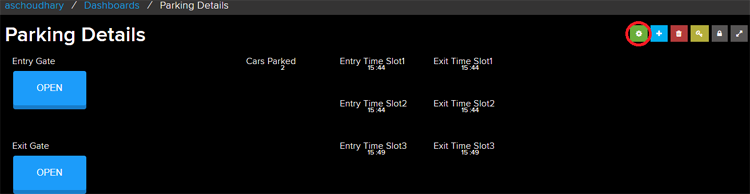 aschoudhary / Dashboards / Parking Details
Parking Details
Entry Gate
OPEN
Cars Parked
2
Entry Time Slot1
15:44
Exit Time Slot1
15:44
Entry Time Slot2
15:44
Exit Time Slot2
15:44
Exit Gate
OPEN
Entry Time Slot3
15:49
Exit Time Slot3
15:49